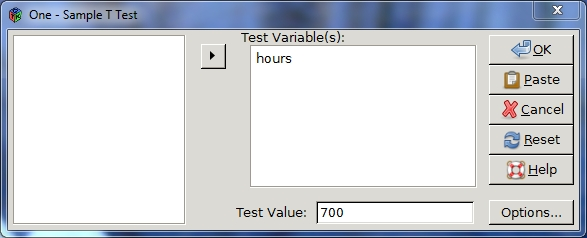 One - Sample T Test
Test Variable(s):
hours
OK
Paste
Cancel
Reset
Help
Test Value: 700
Options...